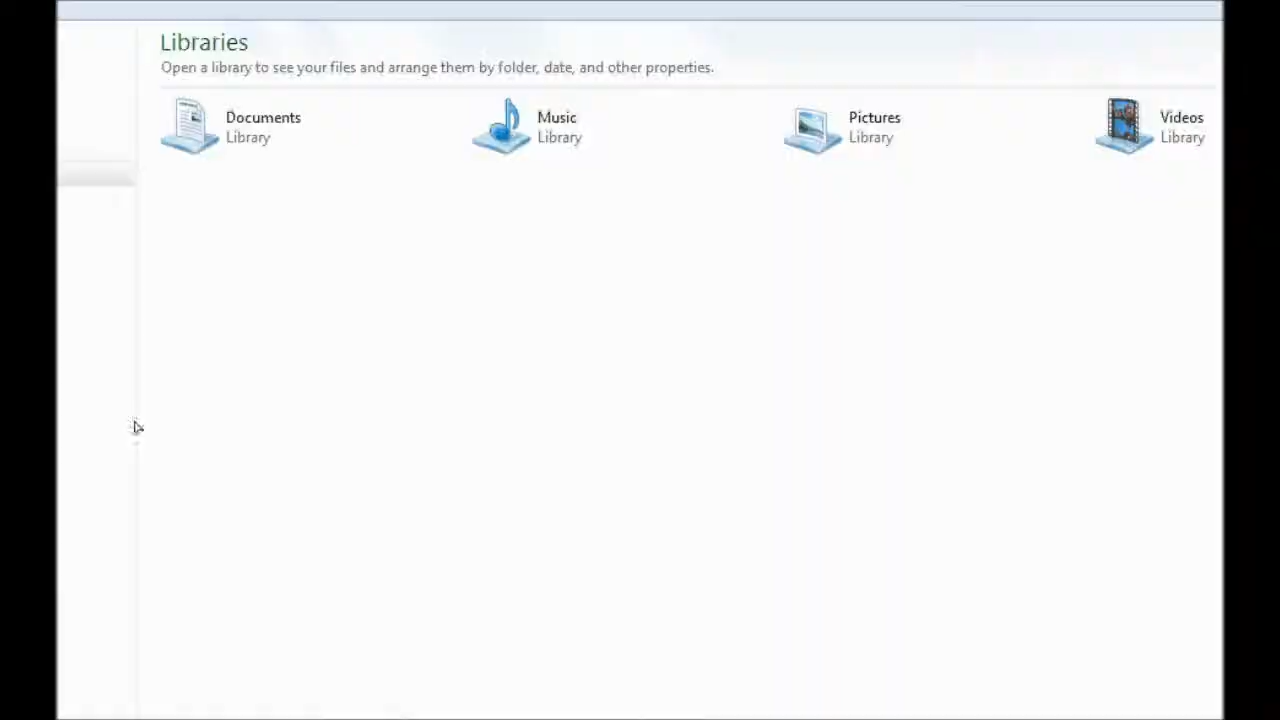 Libraries
Open a library to see your files and arrange them by folder, date, and other properties.
Documents
Library
Music
Library
Pictures
Library
Videos
Library